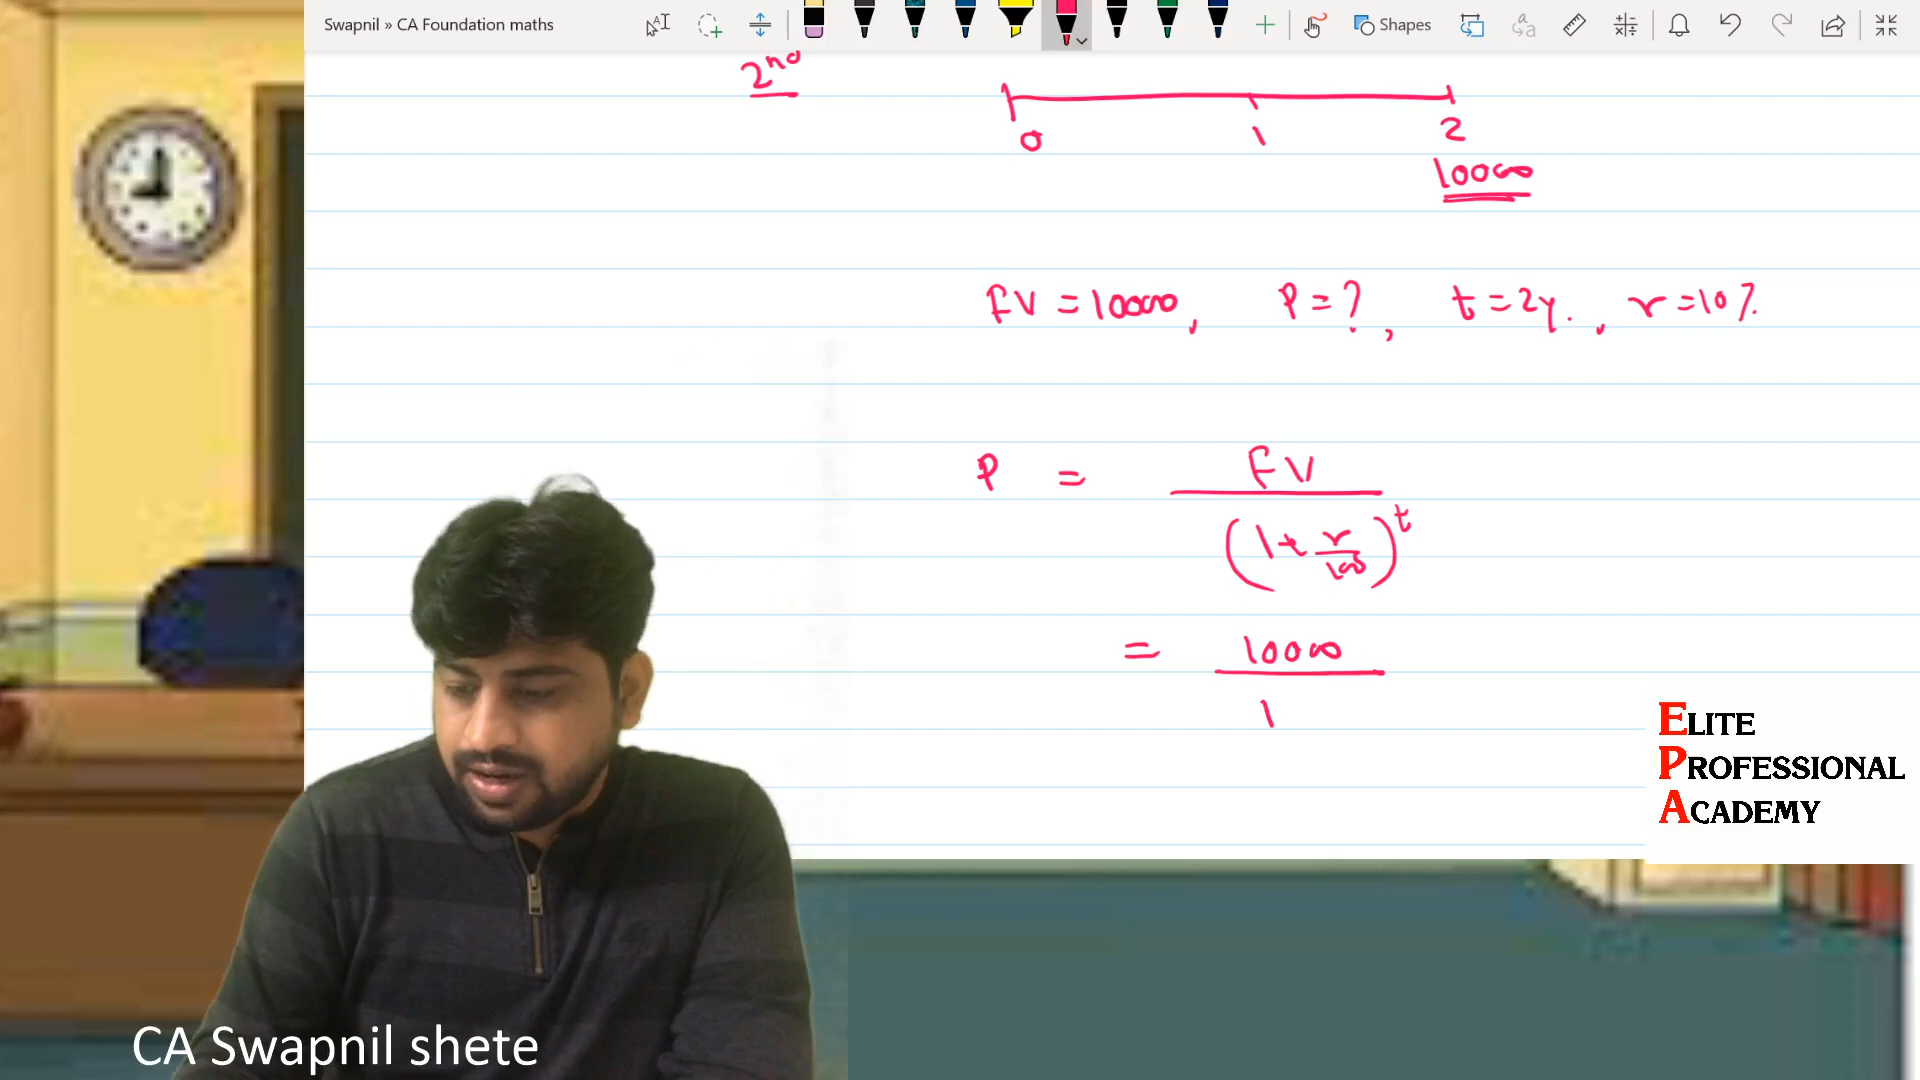 Swapnil » CA Foundation maths
Shapes
2nd
0 1 2
10000
FV = 10000, P = ?, t = 2y., r = 10%
P = FV
(1 + r/100)^t
= 10000
1
ELITE
PROFESSIONAL
ACADEMY
CA Swapnil shete